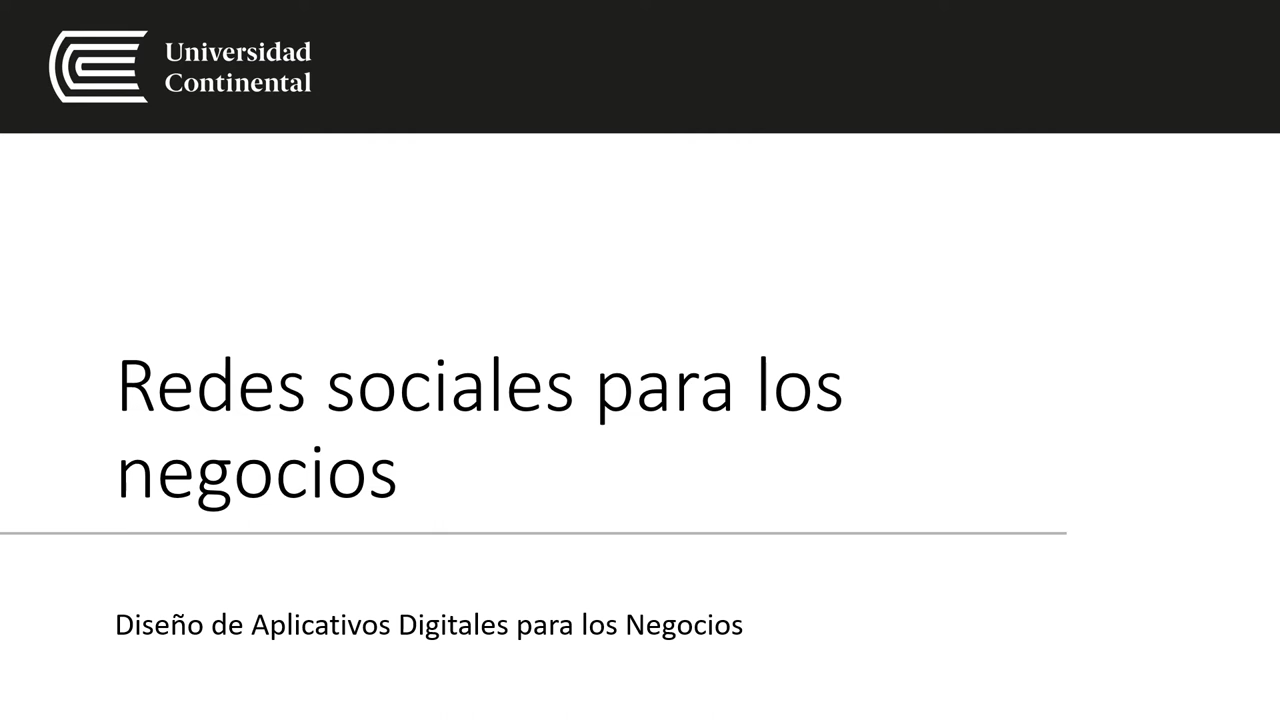 Universidad
Continental
Redes sociales para los
negocios
Diseño de Aplicativos Digitales para los Negocios